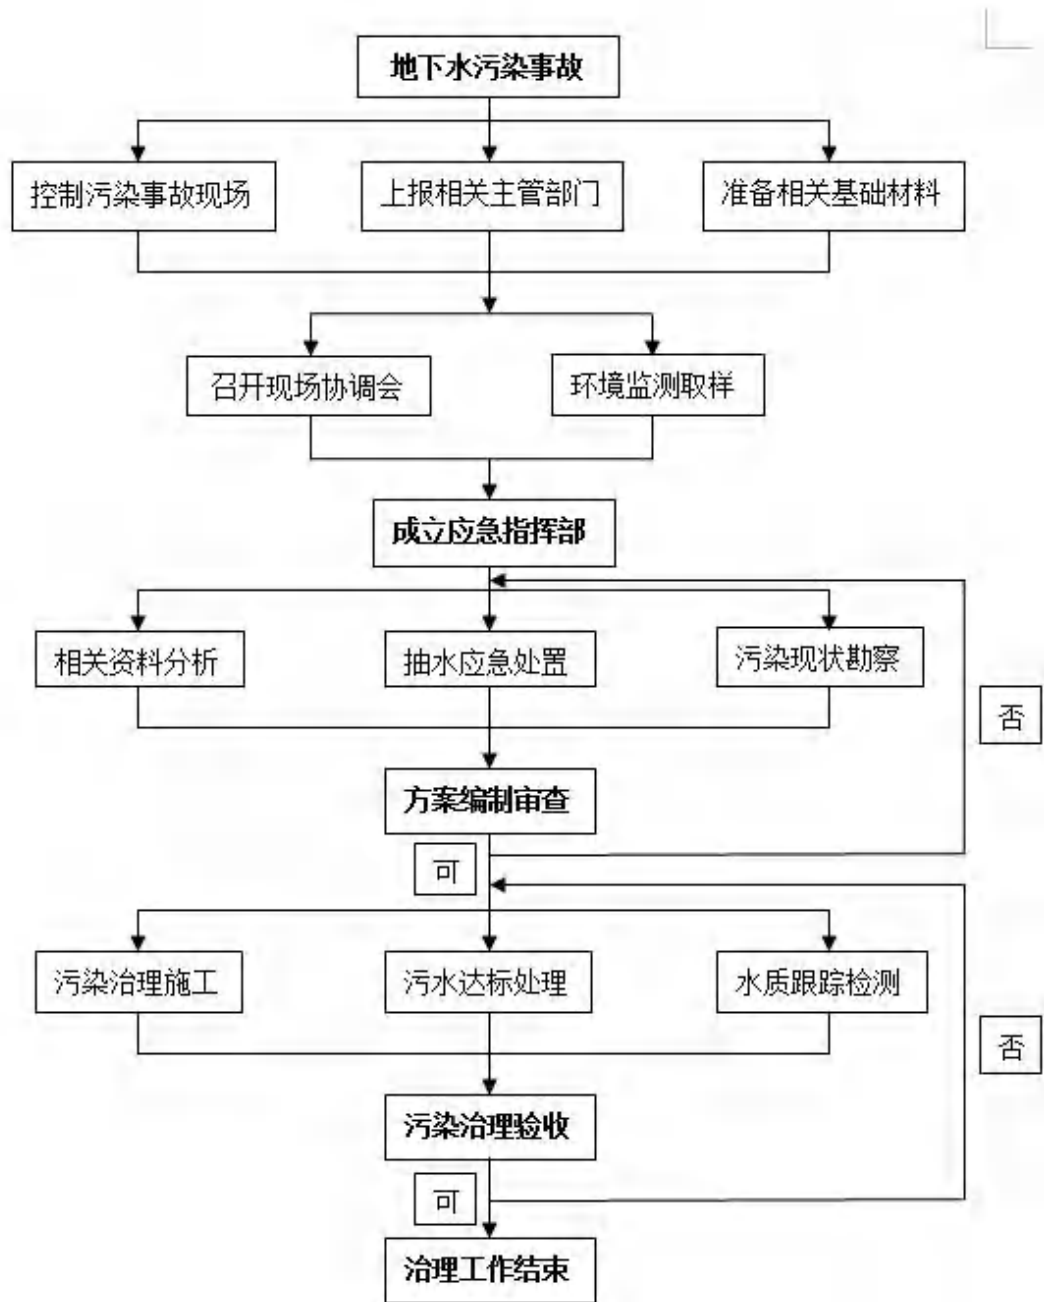 地下水污染事故
控制污染事故现场
上报相关主管部门
准备相关基础材料
召开现场协调会
环境监测取样
成立应急指挥部
相关资料分析
抽水应急处置
污染现状勘察
否
方案编制审查
可
污染治理施工
污水达标处理
水质跟踪检测
否
污染治理验收
可
治理工作结束